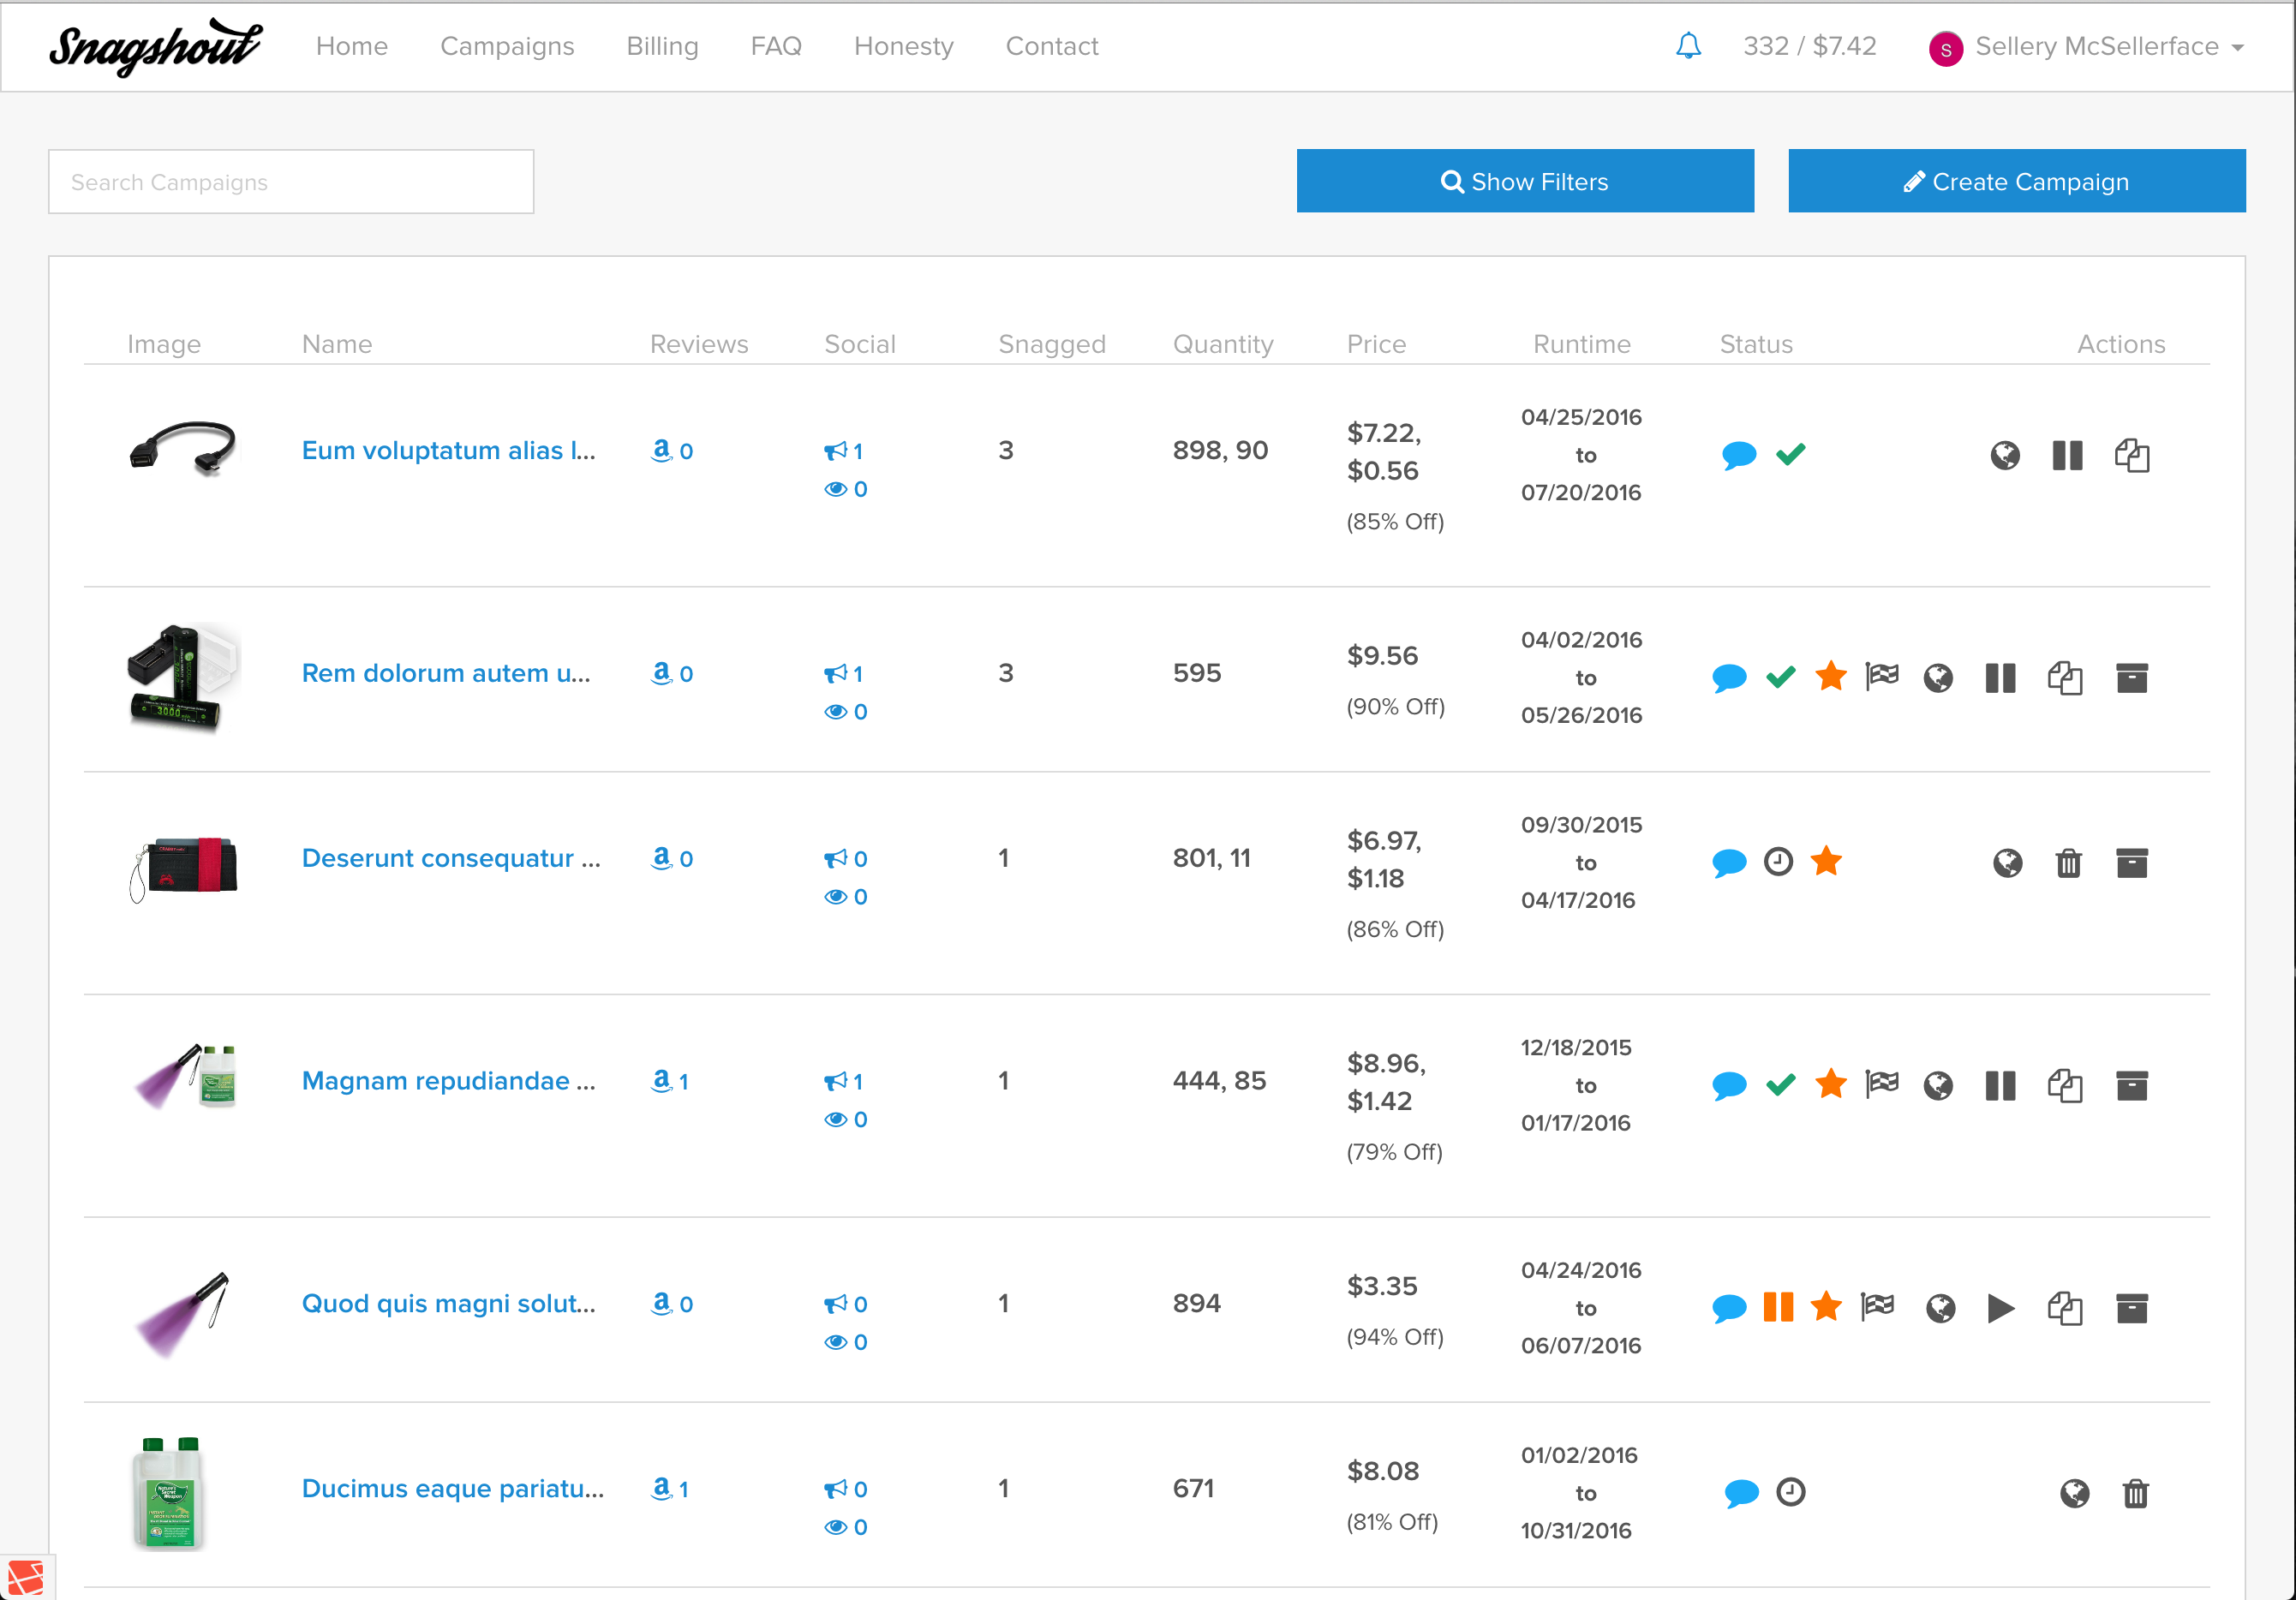 Snagshout Home Campaigns Billing FAQ Honesty Contact 332 / $7.42 S Sellery McSellerface
Search Campaigns Show Filters Create Campaign
Image Name Reviews Social Snagged Quantity Price Runtime Status Actions
Eum voluptatum alias l... 0 1 3 898, 90 $7.22, 04/25/2016
0 $0.56 to
(85% Off) 07/20/2016
3000
Rem dolorum autem u... 0 1 3 595 $9.56 04/02/2016
0 (90% Off) to
05/26/2016
Deserunt consequatur ... 0 0 1 801, 11 $6.97, 09/30/2015
0 $1.18 to
(86% Off) 04/17/2016
Magnam repudiandae ... 1 1 1 444, 85 $8.96, 12/18/2015
0 $1.42 to
(79% Off) 01/17/2016
Quod quis magni solut... 0 0 1 894 $3.35 04/24/2016
0 (94% Off) to
06/07/2016
Ducimus eaque pariatu... 1 0 1 671 $8.08 01/02/2016
0 (81% Off) to
10/31/2016